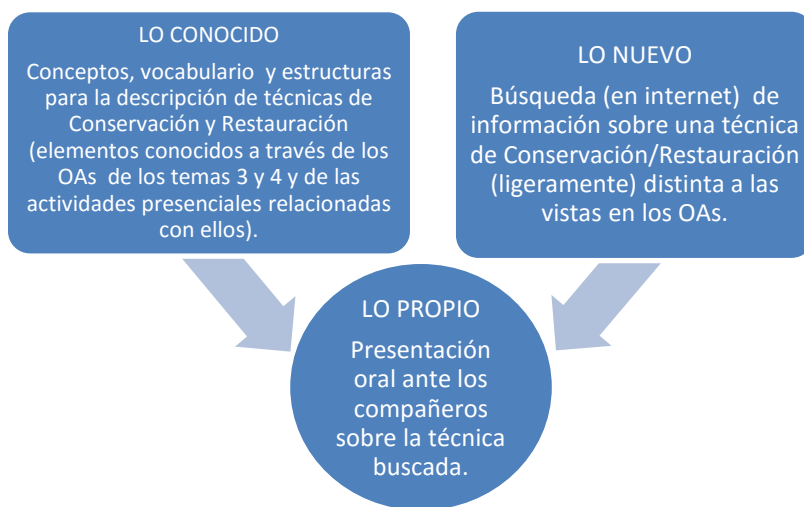 LO CONOCIDO
Conceptos, vocabulario y estructuras
para la descripción de técnicas de
Conservación y Restauración
(elementos conocidos a través de los
OAs de los temas 3 y 4 y de las
actividades presenciales relacionadas
con ellos).
LO NUEVO
Búsqueda (en internet) de
información sobre una técnica
de Conservación/Restauración
(ligeramente) distinta a las
vistas en los OAs.
LO PROPIO
Presentación
oral ante los
compañeros
sobre la técnica
buscada.